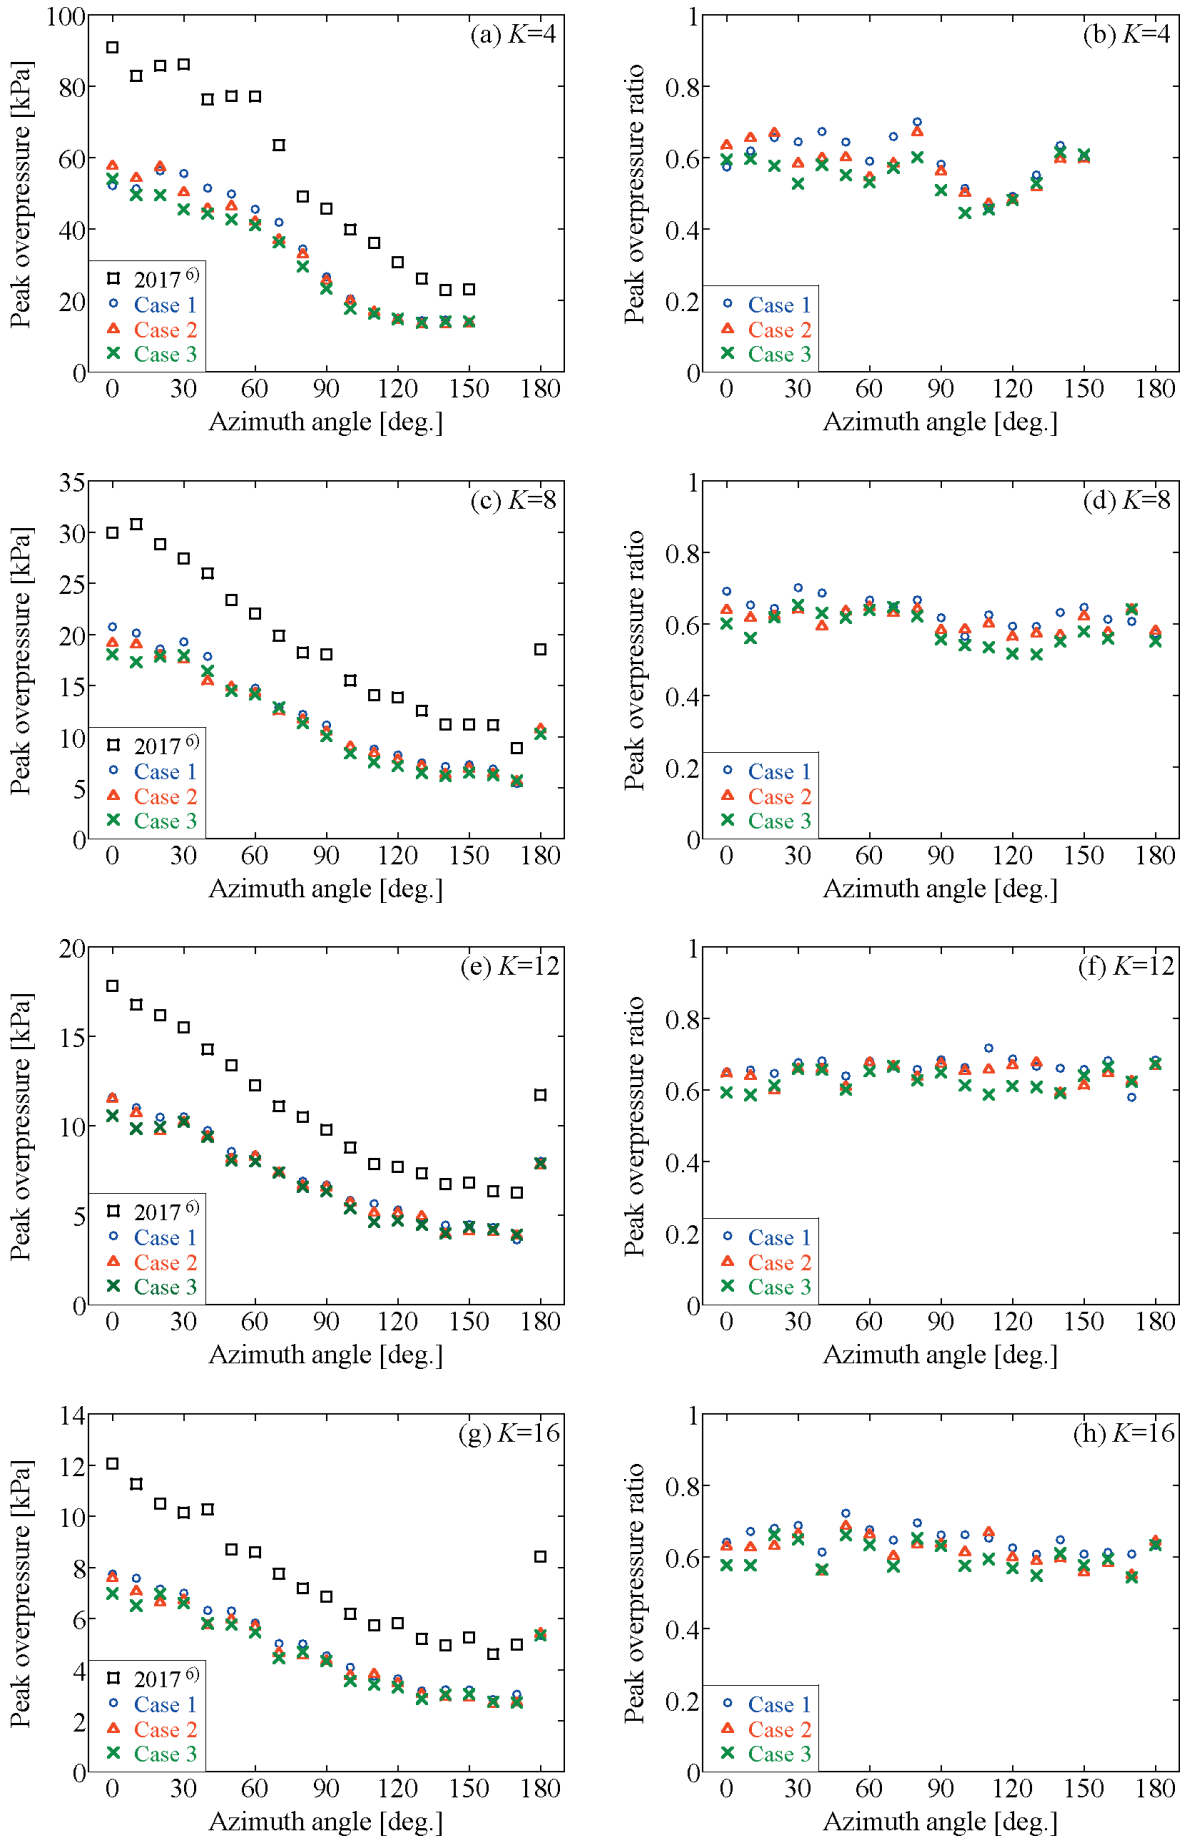 (a) K=4
Peak overpressure [kPa]
100
80
60
40
20
0
2017 6)
Case 1
Case 2
Case 3
0 30 60 90 120 150 180
Azimuth angle [deg.]
(b) K=4
Peak overpressure ratio
1
0.8
0.6
0.4
0.2
0
Case 1
Case 2
Case 3
0 30 60 90 120 150 180
Azimuth angle [deg.]
(c) K=8
Peak overpressure [kPa]
35
30
25
20
15
10
5
0
2017 6)
Case 1
Case 2
Case 3
0 30 60 90 120 150 180
Azimuth angle [deg.]
(d) K=8
Peak overpressure ratio
1
0.8
0.6
0.4
0.2
0
Case 1
Case 2
Case 3
0 30 60 90 120 150 180
Azimuth angle [deg.]
(e) K=12
Peak overpressure [kPa]
20
15
10
5
0
2017 6)
Case 1
Case 2
Case 3
0 30 60 90 120 150 180
Azimuth angle [deg.]
(f) K=12
Peak overpressure ratio
1
0.8
0.6
0.4
0.2
0
Case 1
Case 2
Case 3
0 30 60 90 120 150 180
Azimuth angle [deg.]
(g) K=16
Peak overpressure [kPa]
14
12
10
8
6
4
2
0
2017 6)
Case 1
Case 2
Case 3
0 30 60 90 120 150 180
Azimuth angle [deg.]
(h) K=16
Peak overpressure ratio
1
0.8
0.6
0.4
0.2
0
Case 1
Case 2
Case 3
0 30 60 90 120 150 180
Azimuth angle [deg.]